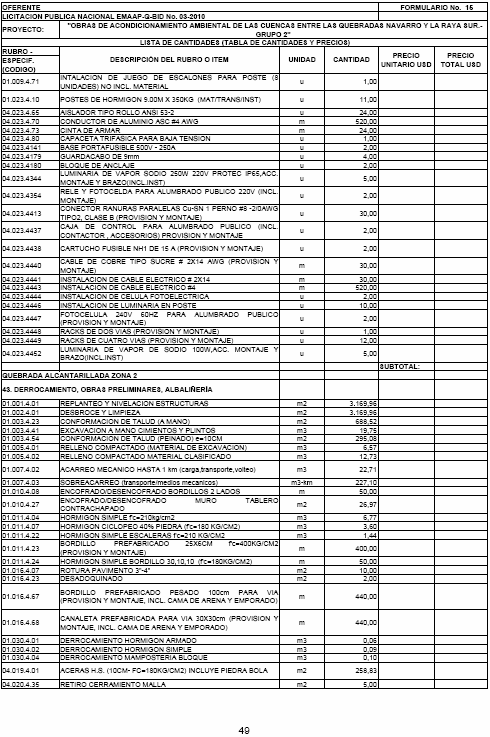 OFERENTE FORMULARIO No. 15
LICITACION PUBLICA NACIONAL EMAAP-Q-BID No. 03-2010
PROYECTO: "OBRAS DE ACONDICIONAMIENTO AMBIENTAL DE LAS CUENCAS ENTRE LAS QUEBRADAS NAVARRO Y LA RAYA SUR.-
GRUPO 2"
LISTA DE CANTIDADES (TABLA DE CANTIDADES Y PRECIOS)
RUBRO -
ESPECIF.
(CODIGO) DESCRIPCIÓN DEL RUBRO O ITEM UNIDAD CANTIDAD PRECIO
UNITARIO USD PRECIO
TOTAL USD
01.009.4.71 INTALACION DE JUEGO DE ESCALONES PARA POSTE (8
UNIDADES) NO INCL. MATERIAL u 1,00
01.023.4.10 POSTES DE HORMIGON 9.00M X 350KG (MAT/TRANS/INST) u 11,00
04.023.4.65 AISLADOR TIPO ROLLO ANSI 53-2 u 24,00
04.023.4.70 CONDUCTOR DE ALUMINIO ASC #4 AWG m 520,00
04.023.4.73 CINTA DE ARMAR m 24,00
04.023.4.80 CAPACETA TRIFASICA PARA BAJA TENSION u 1,00
04.023.4141 BASE PORTAFUSIBLE 500V - 250A u 2,00
04.023.4179 GUARDACABO DE 9mm u 4,00
04.023.4180 BLOQUE DE ANCLAJE u 2,00
04.023.4344 LUMINARIA DE VAPOR SODIO 250W 220V PROTEC IP65,ACC.
MONTAJE Y BRAZO(INCL.INST) u 5,00
04.023.4354 RELE Y FOTOCELDA PARA ALUMBRADO PUBLICO 220V (INCL.
MONTAJE) u 2,00
04.023.4413 CONECTOR RANURAS PARALELAS Cu-SN 1 PERNO #8 -2/0AWG
TIPO2, CLASE B (PROVISION Y MONTAJE) u 30,00
04.023.4437 CAJA DE CONTROL PARA ALUMBRADO PUBLICO (INCL.
CONTACTOR , ACCESORIOS) PROVISION Y MONTAJE u 2,00
04.023.4438 CARTUCHO FUSIBLE NH1 DE 15 A (PROVISION Y MONTAJE) u 2,00
04.023.4440 CABLE DE COBRE TIPO SUCRE # 2X14 AWG (PROVISION Y
MONTAJE) m 30,00
04.023.4441 INSTALACION DE CABLE ELECTRICO # 2X14 m 30,00
04.023.4443 INSTALACION DE CABLE ELECTRICO #4 m 520,00
04.023.4444 INSTALACION DE CELULA FOTOELECTRICA u 2,00
04.023.4446 INSTALACION DE LUMINARIA EN POSTE u 10,00
04.023.4447 FOTOCELULA 240V 60HZ PARA ALUMBRADO PUBLICO
(PROVISION Y MONTAJE) u 2,00
04.023.4448 RACKS DE DOS VIAS (PROVISION Y MONTAJE) u 1,00
04.023.4449 RACKS DE CUATRO VIAS (PROVISION Y MONTAJE) u 12,00
04.023.4452 LUMINARIA DE VAPOR DE SODIO 100W,ACC. MONTAJE Y
BRAZO(INCL.INST) u 5,00
SUBTOTAL:
QUEBRADA ALCANTARILLADA ZONA 2
43. DERROCAMIENTO, OBRAS PRELIMINARES, ALBALIÑERÍA
01.001.4.01 REPLANTEO Y NIVELACION ESTRUCTURAS m2 3.169,96
01.002.4.01 DESBROCE Y LIMPIEZA m2 3.169,96
01.003.4.23 CONFORMACION DE TALUD (A MANO) m2 688,52
01.003.4.41 EXCAVACION A MANO CIMIENTOS Y PLINTOS m3 19,75
01.003.4.54 CONFORMACION DE TALUD (PEINADO) e=10CM m2 295,08
01.005.4.01 RELLENO COMPACTADO (MATERIAL DE EXCAVACION) m3 6,57
01.005.4.02 RELLENO COMPACTADO MATERIAL CLASIFICADO m3 12,73
01.007.4.02 ACARREO MECANICO HASTA 1 km (carga,transporte,volteo) m3 22,71
01.007.4.03 SOBREACARREO (transporte/medios mecanicos) m3-km 227,10
01.010.4.08 ENCOFRADO/DESENCOFRADO BORDILLOS 2 LADOS m 50,00
01.010.4.27 ENCOFRADO/DESENCOFRADO MURO TABLERO
CONTRACHAPADO m2 26,97
01.011.4.04 HORMIGON SIMPLE f'c=210kg/cm2 m3 6,77
01.011.4.07 HORMIGON CICLOPEO 40% PIEDRA (f'c=180 KG/CM2) m3 3,60
01.011.4.22 HORMIGON SIMPLE ESCALERAS f'c=210 KG/CM2 m3 1,44
01.011.4.23 BORDILLO PREFABRICADO 25X6CM f'c=400KG/CM2
(PROVISION Y MONTAJE) m 400,00
01.011.4.24 HORMIGON SIMPLE BORDILLO 30,10,10 (f'c=180KG/CM2) m 50,00
01.016.4.07 ROTURA PAVIMENTO 3"-4" m2 10,00
01.016.4.23 DESADOQUINADO m2 2,00
01.016.4.67 BORDILLO PREFABRICADO PESADO 100cm PARA VIA
(PROVISION Y MONTAJE, INCL. CAMA DE ARENA Y EMPORADO) m 440,00
01.016.4.68 CANALETA PREFABRICADA PARA VIA 30X30cm (PROVISION Y
MONTAJE, INCL. CAMA DE ARENA Y EMPORADO) m 440,00
01.030.4.01 DERROCAMIENTO HORMIGON ARMADO m3 0,06
01.030.4.02 DERROCAMIENTO HORMIGON SIMPLE m3 0,09
01.030.4.04 DERROCAMIENTO MAMPOSTERIA BLOQUE m3 0,10
04.019.4.01 ACERAS H.S. (10CM- FC=180KG/CM2) INCLUYE PIEDRA BOLA m2 258,83
04.020.4.35 RETIRO CERRAMIENTO MALLA m2 5,00
49